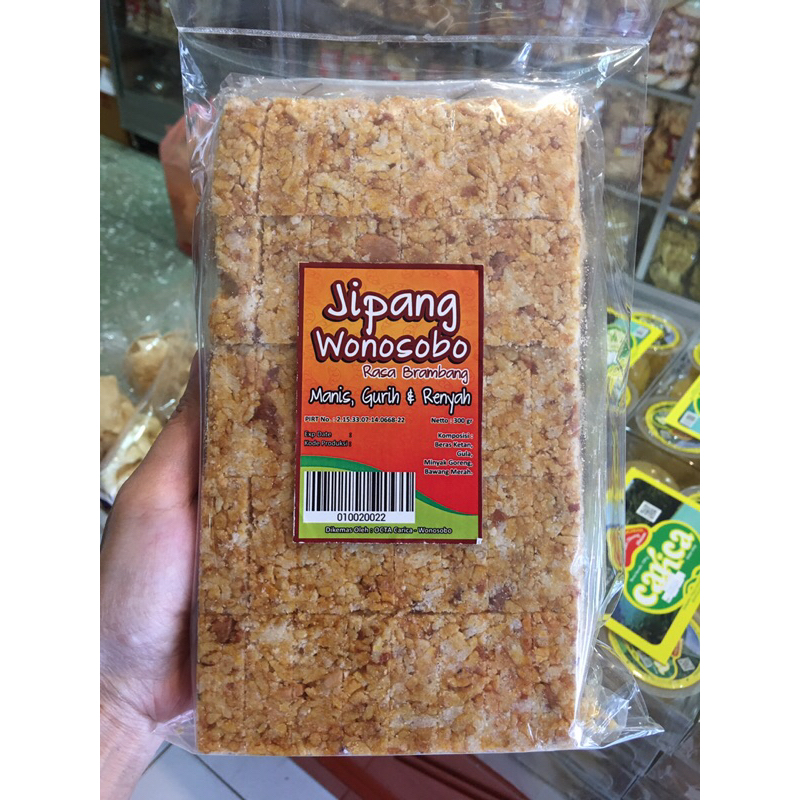 Jipang
Wonosobo
Rasa Brambang
Manis, Gurih & Renyah
PIRT No. : 2.15.33.07.14.0668-22
Netto : 300 gr
Exp Date :
Kode Produksi :
Komposisi :
Beras Ketan,
Gula,
Minyak Goreng,
Bawang Merah.
010020022
Dikemas Oleh : OCTA Carica - Wonosobo
carica